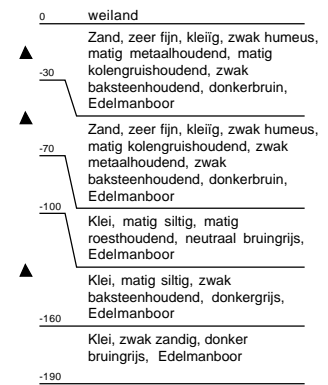 0 weiland
Zand, zeer fijn, kleiïg, zwak humeus,
matig metaalhoudend, matig
kolengruishoudend, zwak
baksteenhoudend, donkerbruin,
Edelmanboor
-30
Zand, zeer fijn, kleiïg, zwak humeus,
matig kolengruishoudend, zwak
metaalhoudend, zwak
baksteenhoudend, donkerbruin,
Edelmanboor
-70
-100
Klei, matig siltig, matig
roesthoudend, neutraal bruingrijs,
Edelmanboor
Klei, matig siltig, zwak
baksteenhoudend, donkergrijs,
Edelmanboor
-160
Klei, zwak zandig, donker
bruingrijs, Edelmanboor
-190